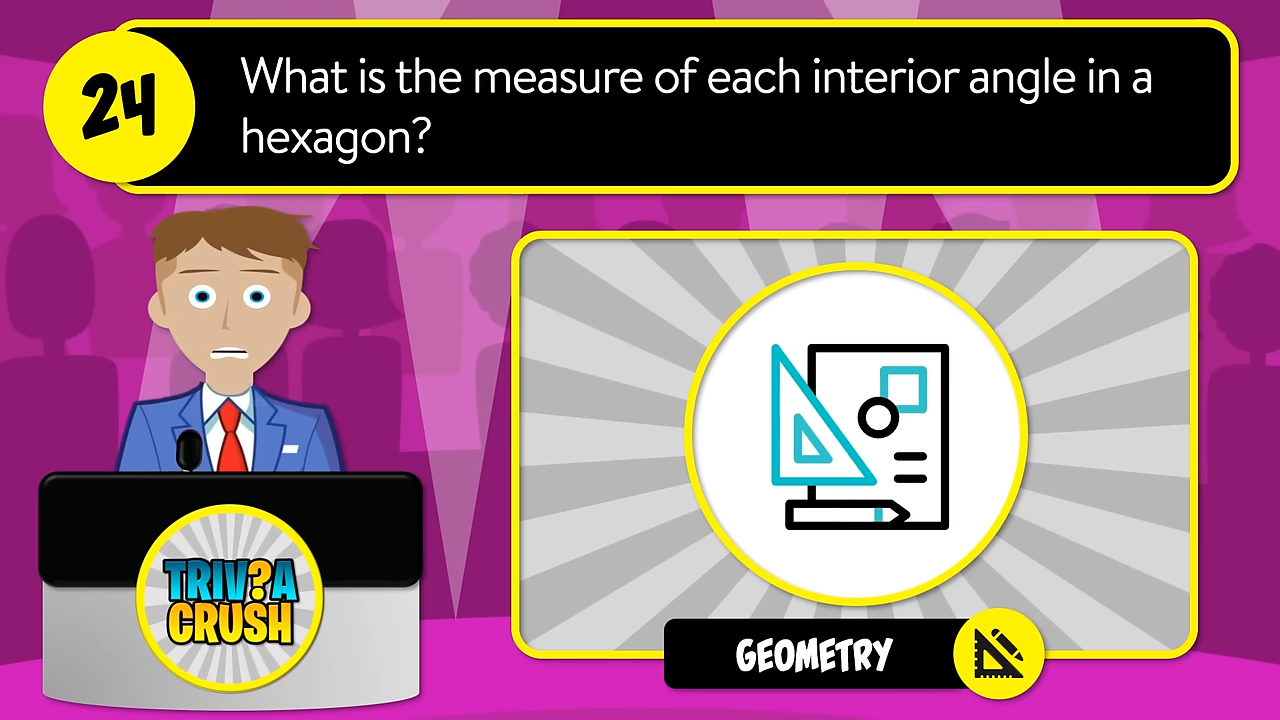 24
What is the measure of each interior angle in a
hexagon?
TRIV?A
CRUSH
GEOMETRY